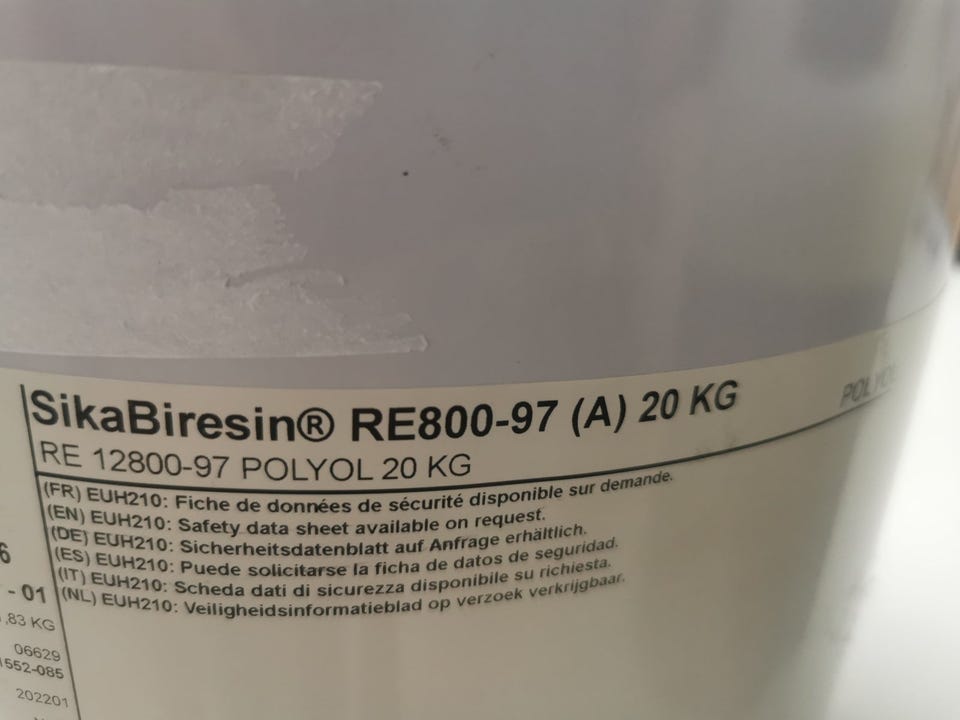 SikaBiresin® RE800-97 (A) 20 KG
RE 12800-97 POLYOL 20 KG
(FR) EUH210: Fiche de données de sécurité disponible sur demande.
(EN) EUH210: Safety data sheet available on request.
(DE) EUH210: Sicherheitsdatenblatt auf Anfrage erhältlich.
(ES) EUH210: Puede solicitarse la ficha de datos de seguridad.
(IT) EUH210: Scheda dati di sicurezza disponibile su richiesta.
(NL) EUH210: Veiligheidsinformatieblad op verzoek verkrijgbaar.
6
- 01
,83 KG
06629
1552-085
202201